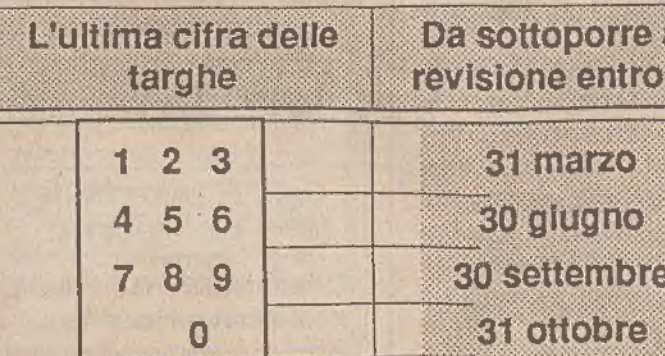 L'ultima cifra delle targhe
Da sottoporre a revisione entro
1 2 3 31 marzo
4 5 6 30 giugno
7 8 9 30 settembre
0 31 ottobre